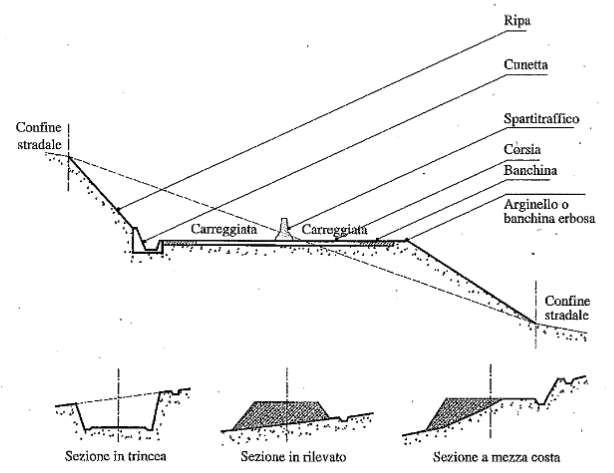 Ripa
Cunetta
Spartitraffico
Corsia
Banchina
Arginello o
banchina erbosa
Confine
stradale
Carreggiata
Carreggiata
Confine
stradale
Sezione in trincea
Sezione in rilevato
Sezione a mezza costa